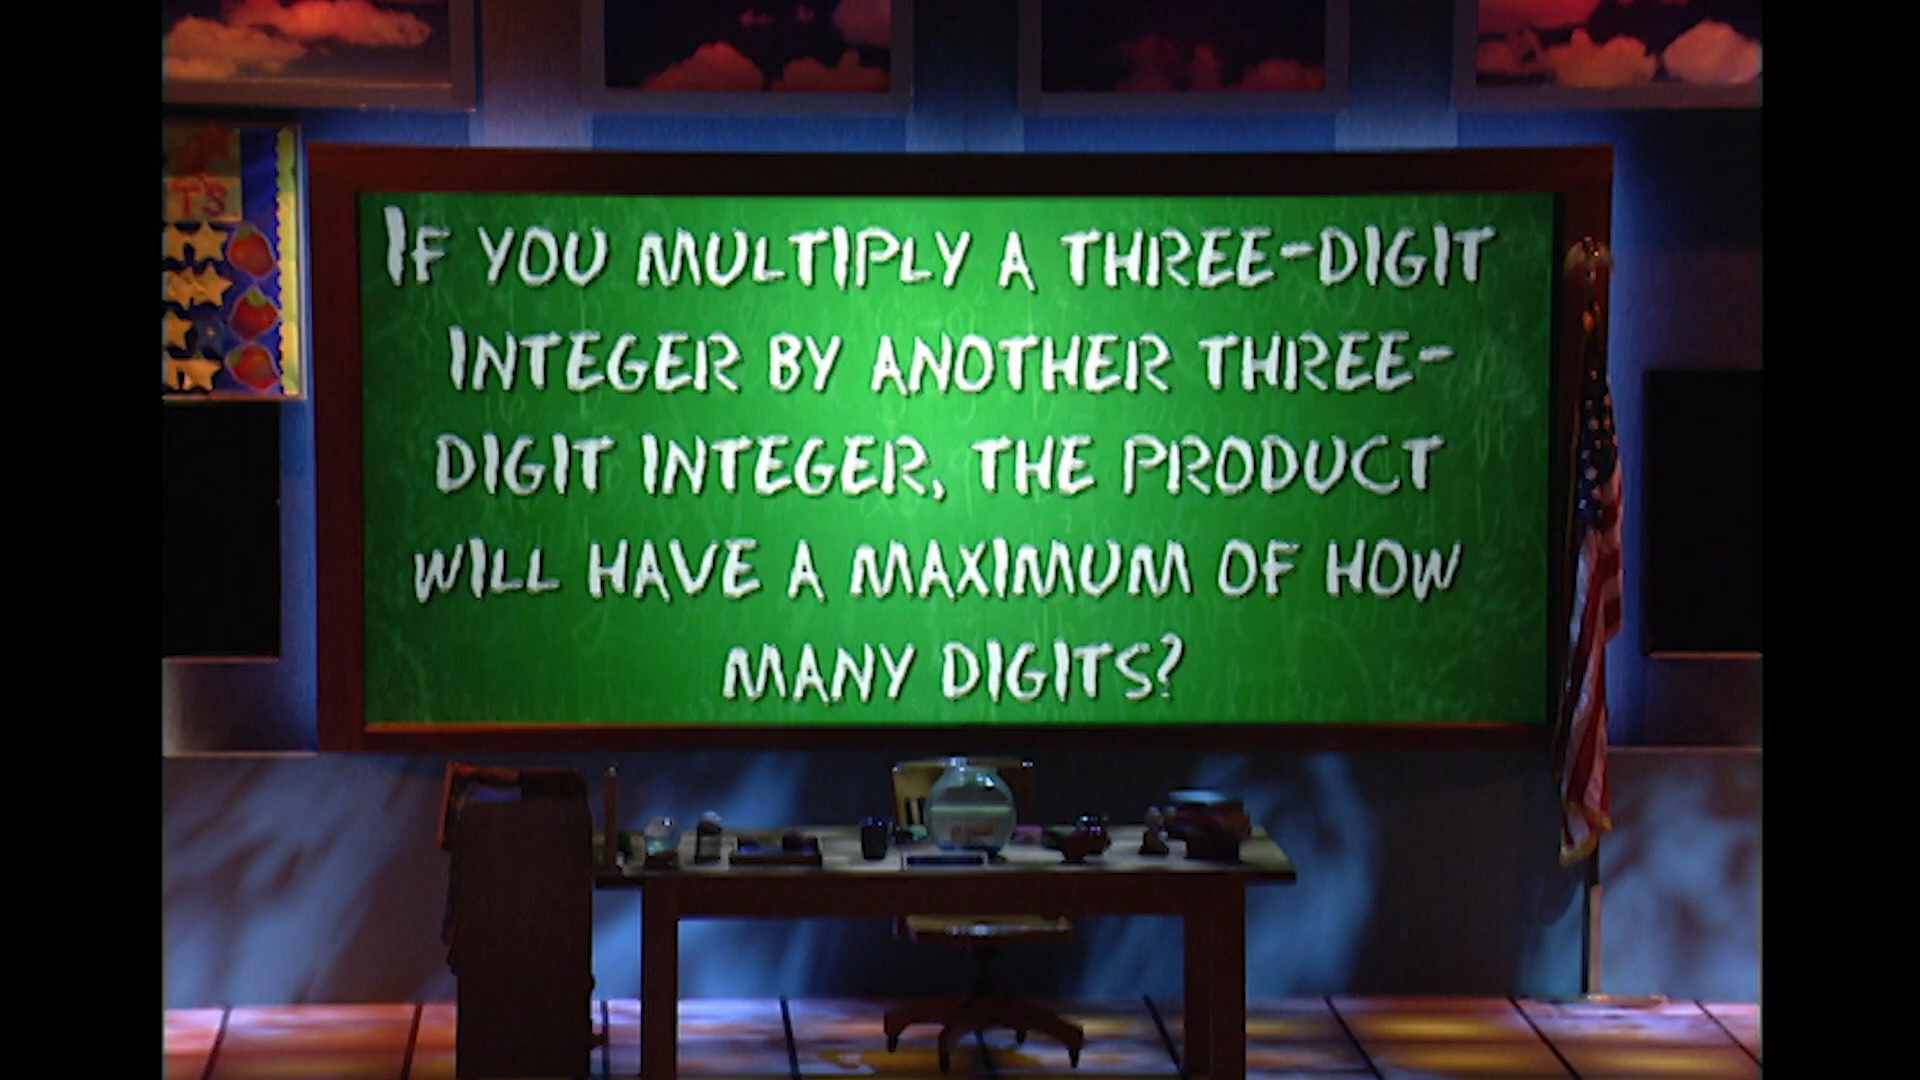 T'S
IF YOU MULTIPLY A THREE-DIGIT
INTEGER BY ANOTHER THREE-
DIGIT INTEGER, THE PRODUCT
WILL HAVE A MAXIMUM OF HOW
MANY DIGITS?